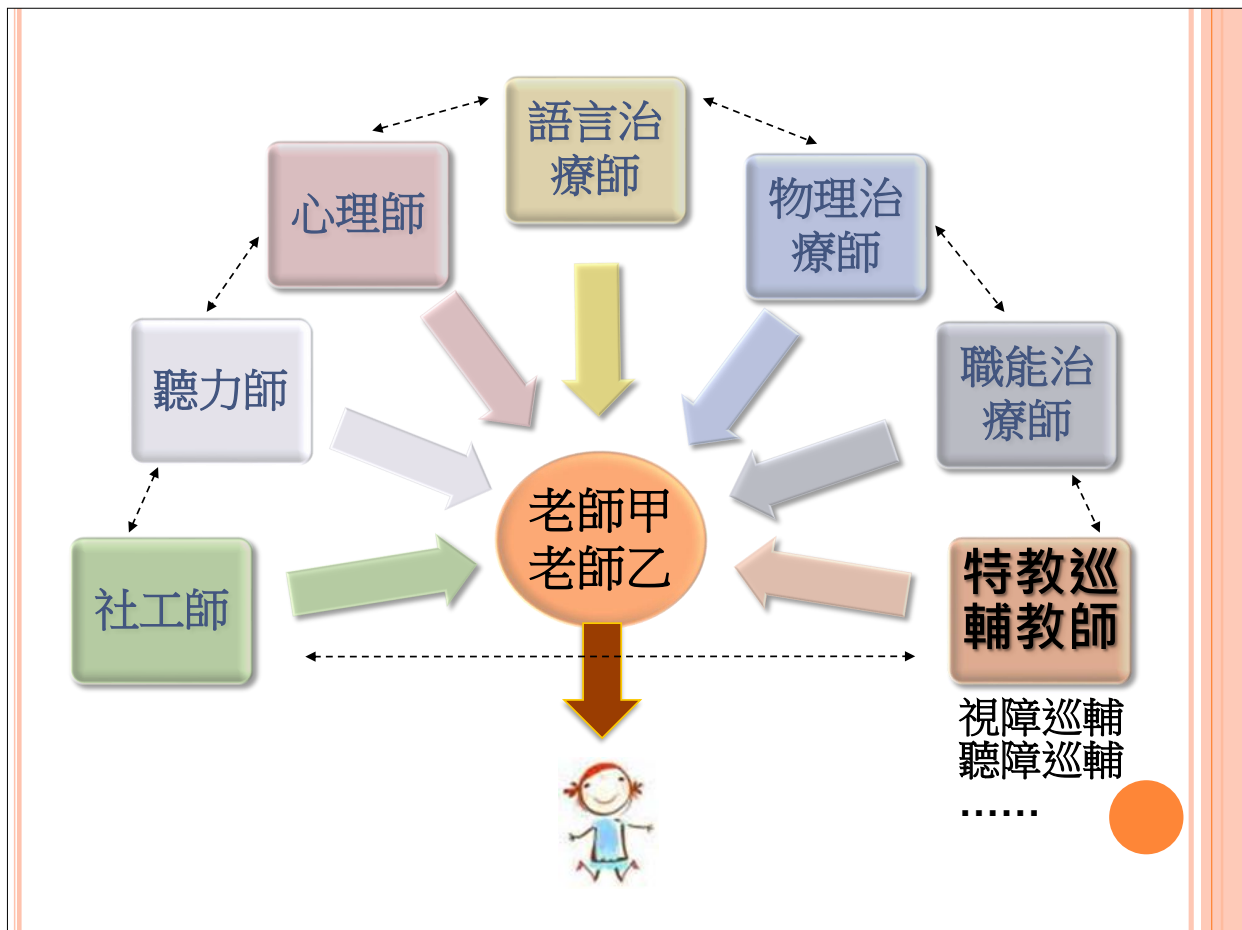 語言治
療師
心理師
物理治
療師
聽力師
職能治
療師
老師甲
老師乙
社工師
特教巡
輔教師
視障巡輔
聽障巡輔
......